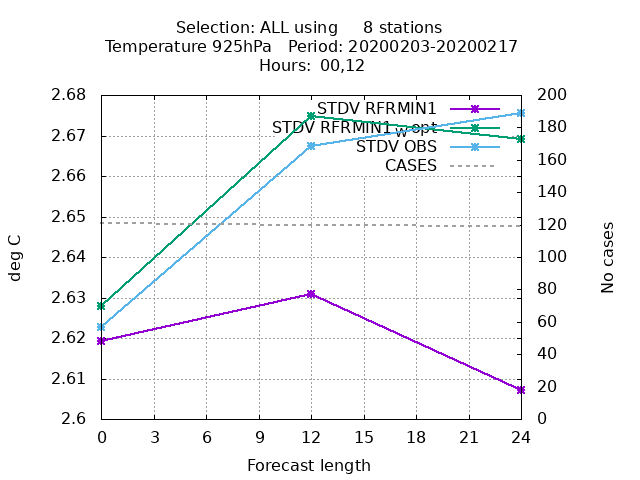 Selection: ALL using 8 stations
Temperature 925hPa Period: 20200203-20200217
Hours: 00,12
STDV RFRMIN1
STDV RFRMIN1_wopt
STDV OBS
CASES
2.68
2.67
2.66
2.65
2.64
2.63
2.62
2.61
2.6
200
180
160
140
120
100
80
60
40
20
0
deg C
No cases
0 3 6 9 12 15 18 21 24
Forecast length